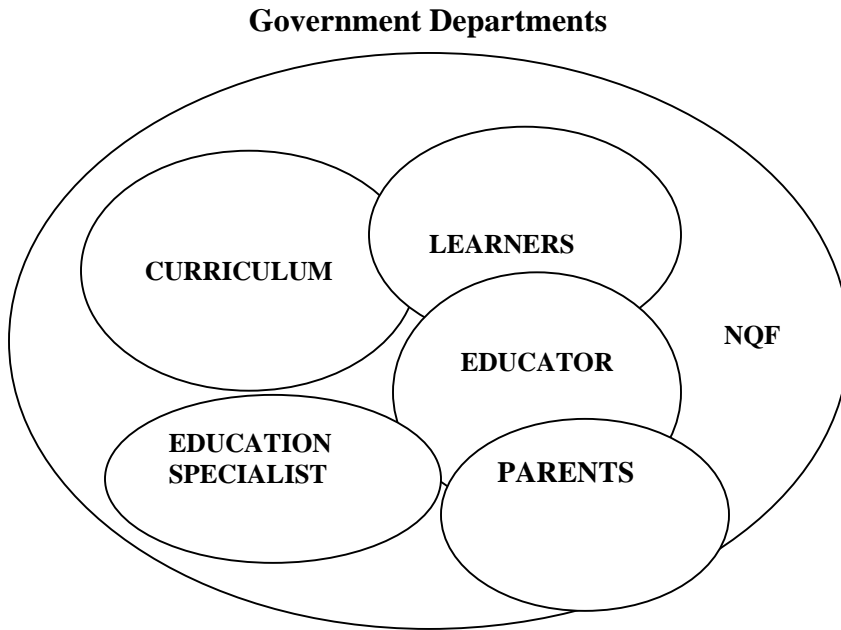 Government Departments
LEARNERS
CURRICULUM
NQF
EDUCATOR
EDUCATION
SPECIALIST
PARENTS